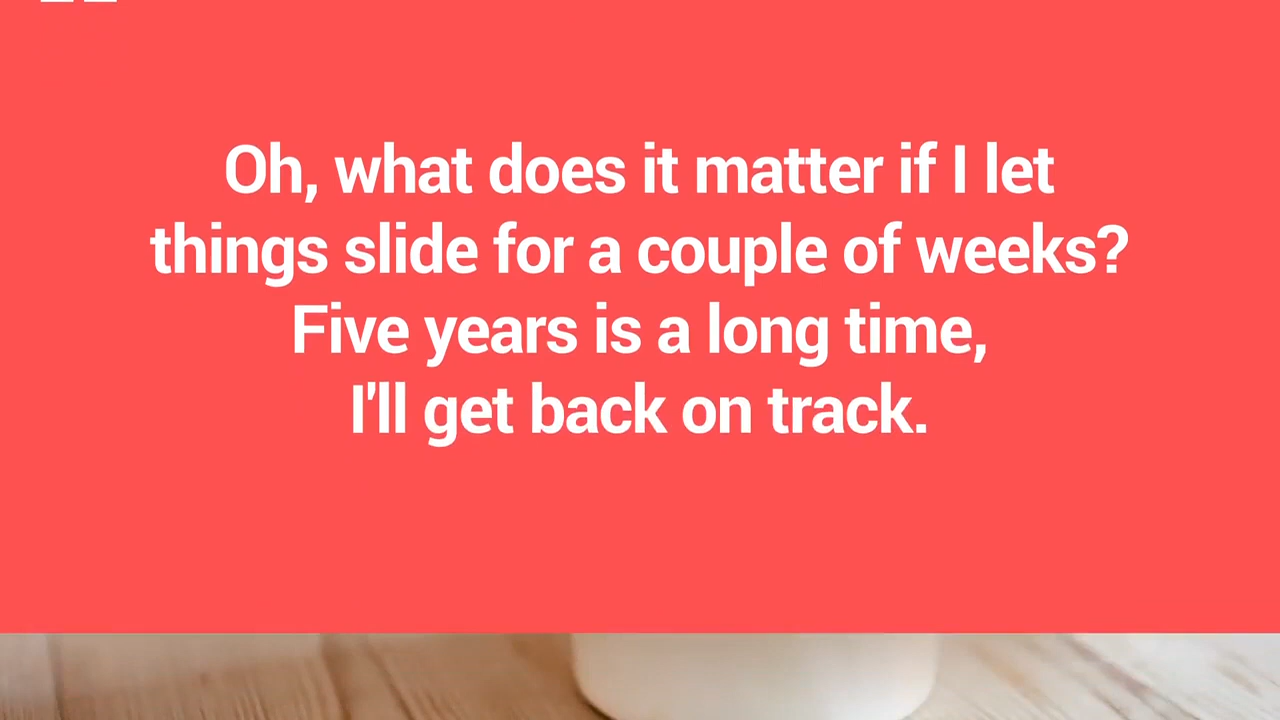 Oh, what does it matter if I let
things slide for a couple of weeks?
Five years is a long time,
I'll get back on track.